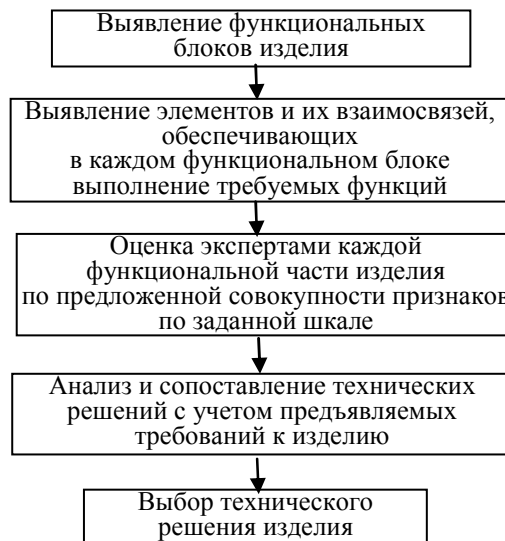 Выявление функциональных
блоков изделия
Выявление элементов и их взаимосвязей,
обеспечивающих
в каждом функциональном блоке
выполнение требуемых функций
Оценка экспертами каждой
функциональной части изделия
по предложенной совокупности признаков
по заданной шкале
Анализ и сопоставление технических
решений с учетом предъявляемых
требований к изделию
Выбор технического
решения изделия